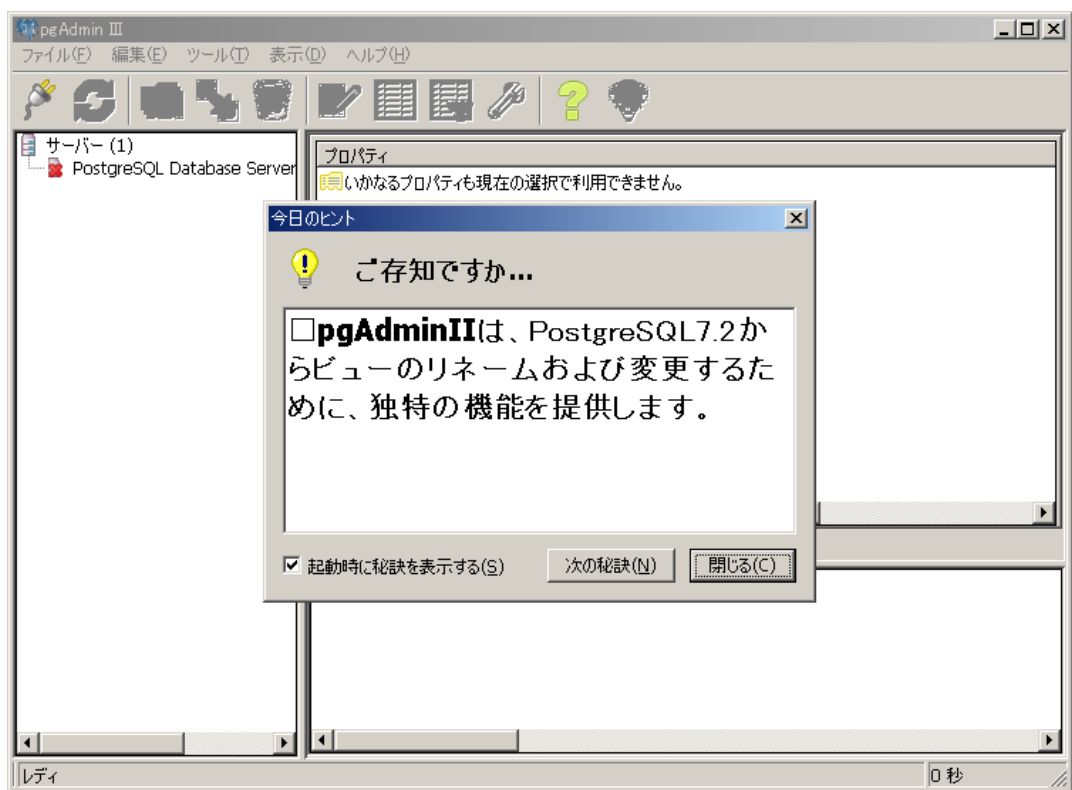 pgAdmin III
ファイル(F) 編集(E) ツール(T) 表示(D) ヘルプ(H)
サーバー (1)
PostgreSQL Database Server
プロパティ
いかなるプロパティも現在の選択で利用できません。
今日のヒント
ご存知ですか...
□pgAdminIIは、PostgreSQL7.2か
らビューのリネームおよび変更するた
めに、独特の機能を提供します。
起動時に秘訣を表示する(S)
次の秘訣(N)
閉じる(C)
レディ
0 秒